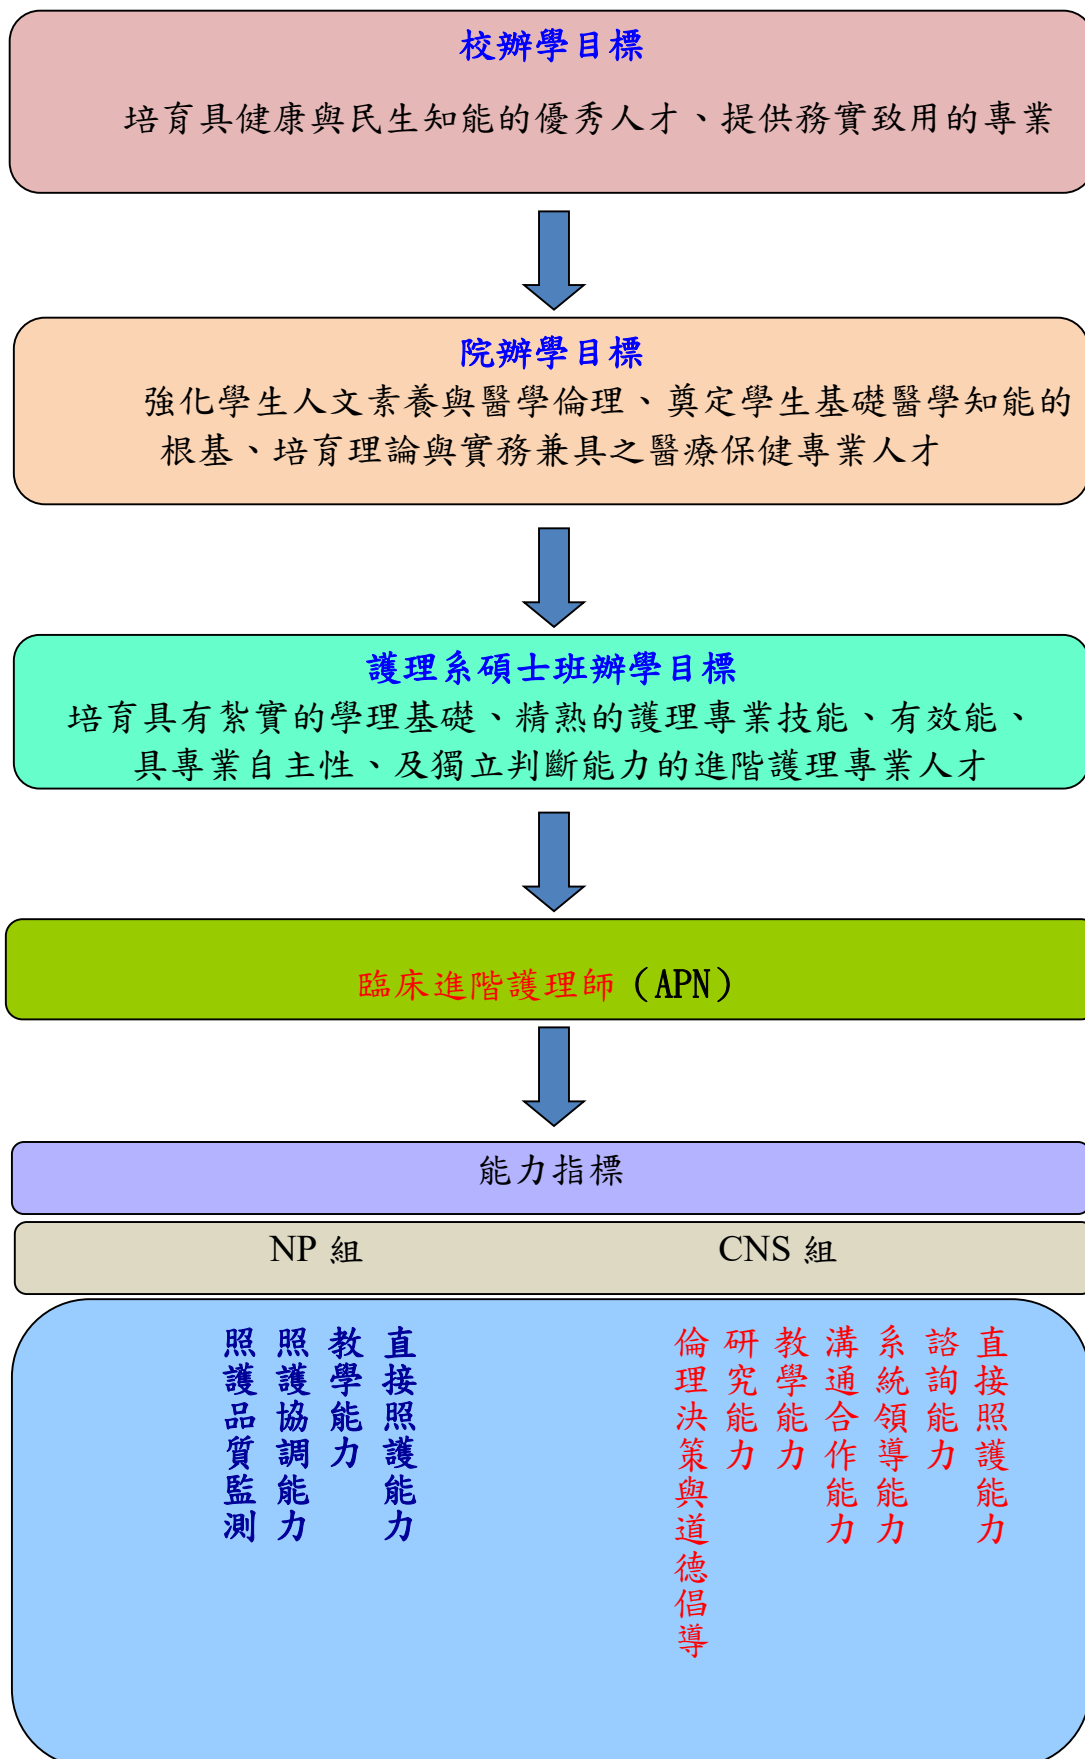 校辦學目標
培育具健康與民生知能的優秀人才、提供務實致用的專業
院辦學目標
強化學生人文素養與醫學倫理、奠定學生基礎醫學知能的
根基、培育理論與實務兼具之醫療保健專業人才
護理系碩士班辦學目標
培育具有紮實的學理基礎、精熟的護理專業技能、有效能、
具專業自主性、及獨立判斷能力的進階護理專業人才
臨床進階護理師（APN）
能力指標
NP 組
CNS 組
直接照護能力
教學能力
照護協調能力
照護品質監測
直接照護能力
諮詢能力
系統領導能力
溝通合作能力
教學能力
研究能力
倫理決策與道德倡導